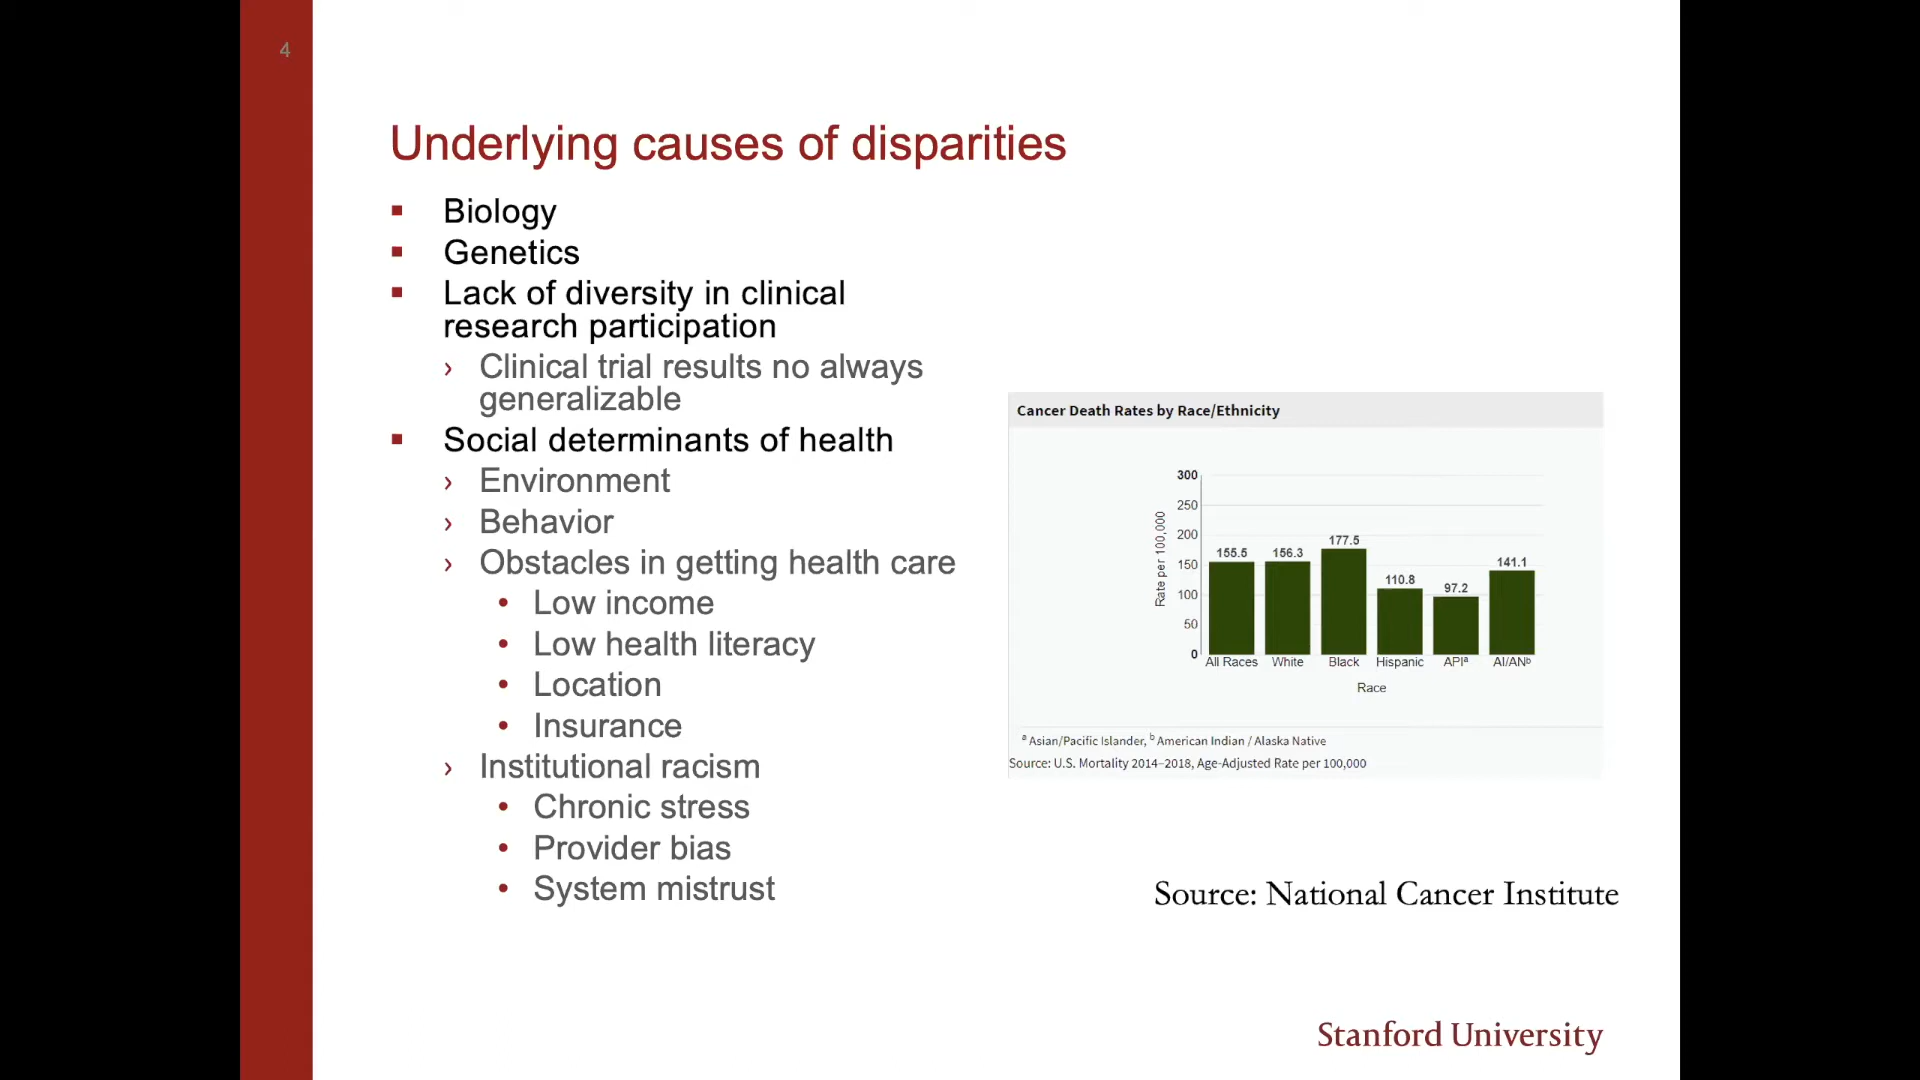 4
Underlying causes of disparities
▪ Biology
▪ Genetics
▪ Lack of diversity in clinical
research participation
› Clinical trial results no always
generalizable
▪ Social determinants of health
› Environment
› Behavior
› Obstacles in getting health care
• Low income
• Low health literacy
• Location
• Insurance
› Institutional racism
• Chronic stress
• Provider bias
• System mistrust
Cancer Death Rates by Race/Ethnicity
Rate per 100,000
300
250
200
150
100
50
0
155.5 156.3 177.5 110.8 97.2 141.1
All Races White Black Hispanic APIᵃ AI/ANᵇ
Race
ᵃ Asian/Pacific Islander, ᵇ American Indian / Alaska Native
Source: U.S. Mortality 2014–2018, Age-Adjusted Rate per 100,000
Source: National Cancer Institute
Stanford University